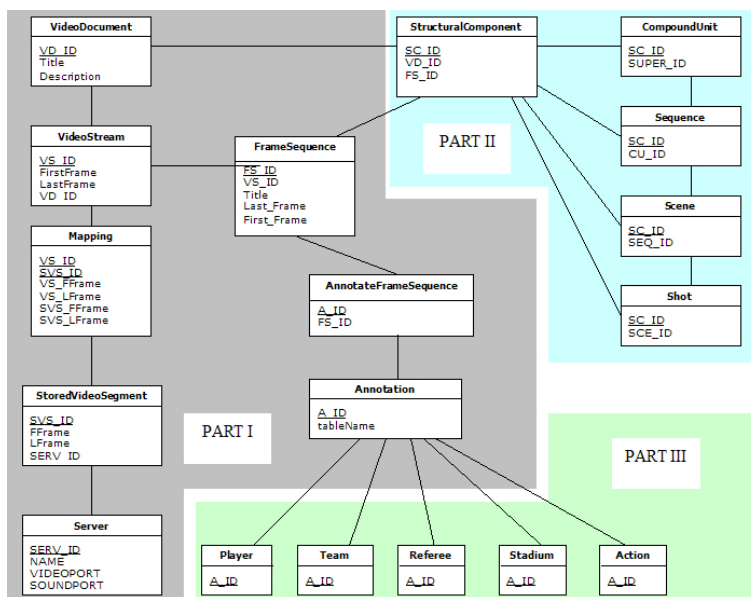 VideoDocument
VD_ID
Title
Description
StructuralComponent
SC_ID
VD_ID
FS_ID
CompoundUnit
SC_ID
SUPER_ID
VideoStream
VS_ID
FirstFrame
LastFrame
VD_ID
FrameSequence
FS_ID
VS_ID
Title
Last_Frame
First_Frame
PART II
Sequence
SC_ID
CU_ID
Mapping
VS_ID
SVS_ID
VS_FFrame
VS_LFrame
SVS_FFrame
SVS_LFrame
Scene
SC_ID
SEQ_ID
AnnotateFrameSequence
A_ID
FS_ID
Shot
SC_ID
SCE_ID
StoredVideoSegment
SVS_ID
FFrame
LFrame
SERV_ID
PART I
Annotation
A_ID
tableName
PART III
Server
SERV_ID
NAME
VIDEOPORT
SOUNDPORT
Player
A_ID
Team
A_ID
Referee
A_ID
Stadium
A_ID
Action
A_ID